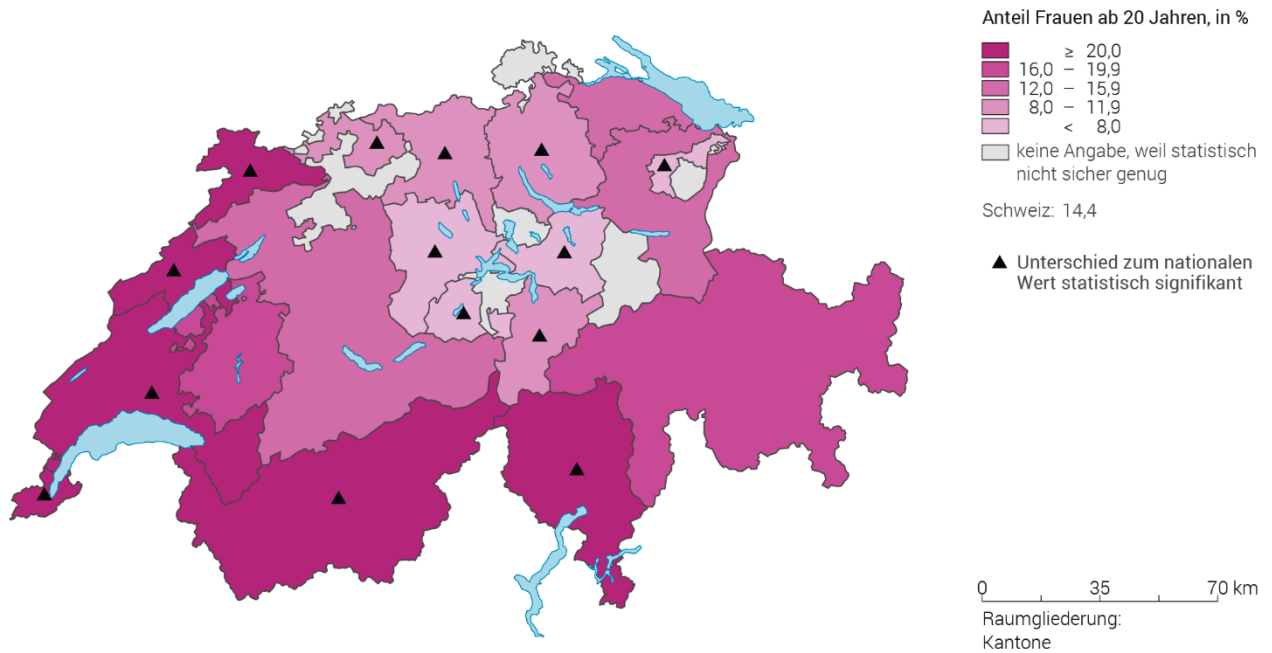 Anteil Frauen ab 20 Jahren, in %
≥ 20,0
16,0 – 19,9
12,0 – 15,9
8,0 – 11,9
< 8,0
keine Angabe, weil statistisch
nicht sicher genug
Schweiz: 14,4
Unterschied zum nationalen
Wert statistisch signifikant
0 35 70 km
Raumgliederung:
Kantone